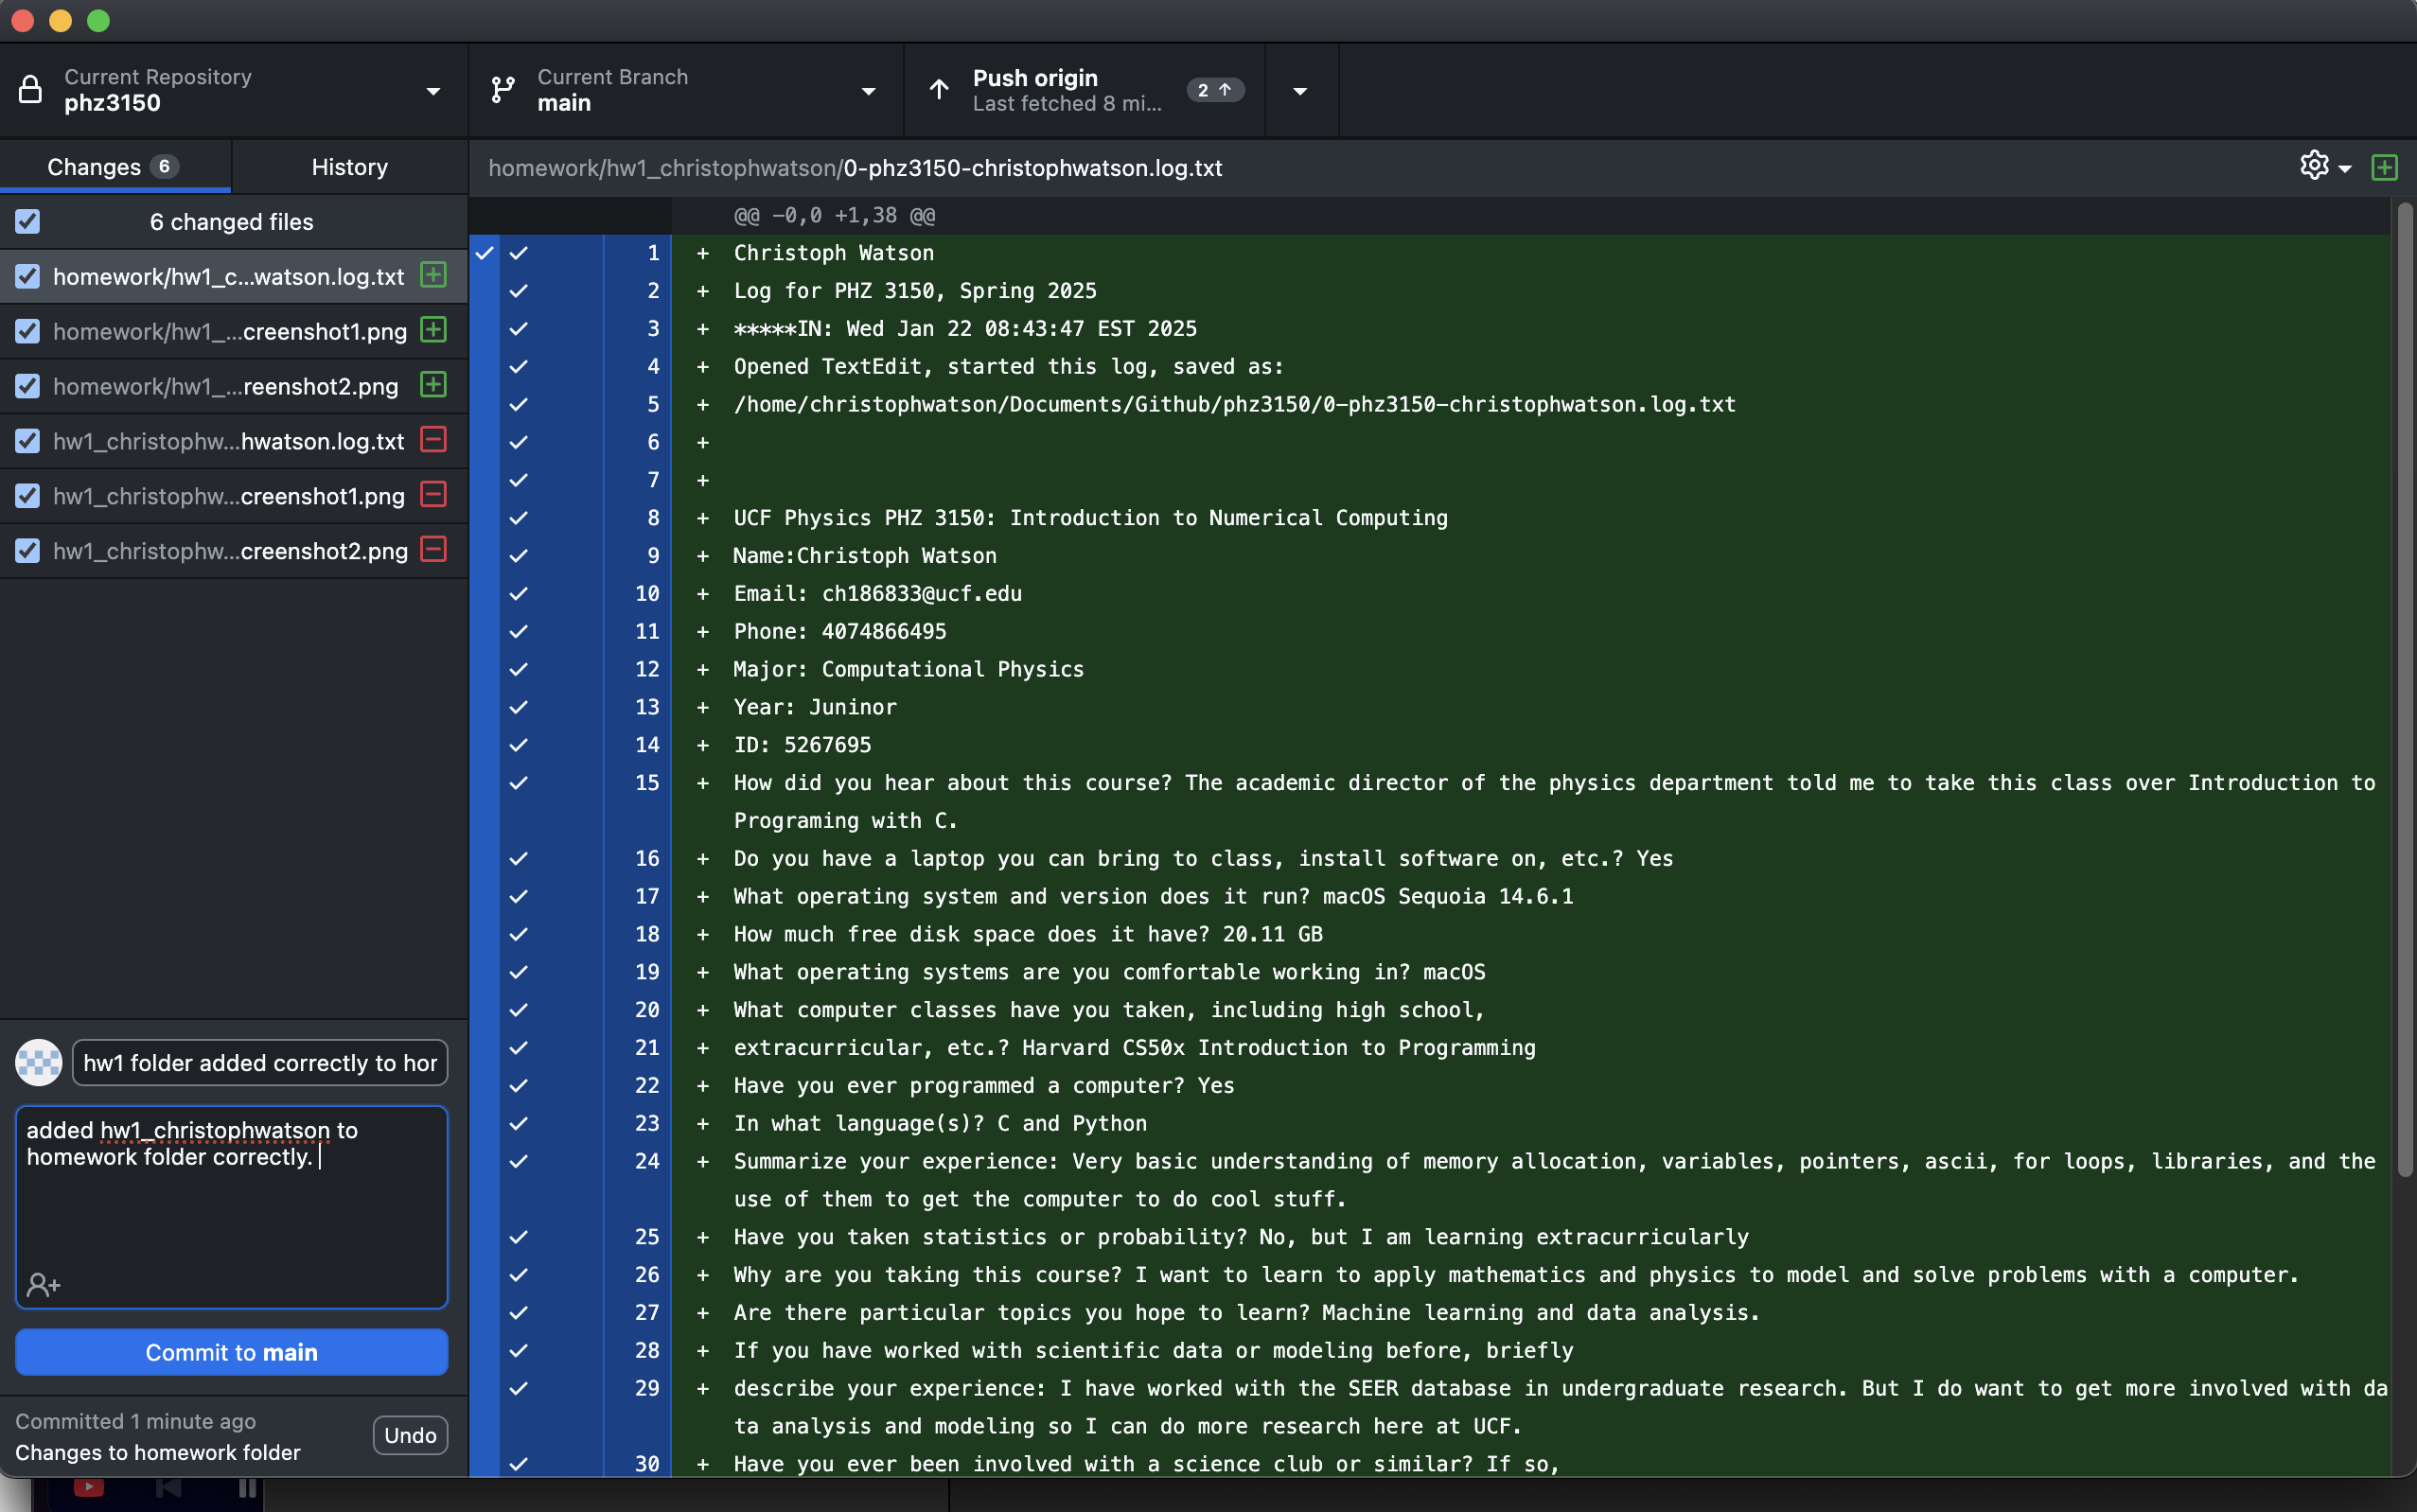 Current Repository
phz3150
Current Branch
main
Push origin
Last fetched 8 mi...
2
Changes 6
History
homework/hw1_christophwatson/0-phz3150-christophwatson.log.txt
6 changed files
homework/hw1_c...watson.log.txt
homework/hw1_...creenshot1.png
homework/hw1_...reenshot2.png
hw1_christophw...hwatson.log.txt
hw1_christophw...creenshot1.png
hw1_christophw...creenshot2.png
@@ -0,0 +1,38 @@
1 + Christoph Watson
2 + Log for PHZ 3150, Spring 2025
3 + *****IN: Wed Jan 22 08:43:47 EST 2025
4 + Opened TextEdit, started this log, saved as:
5 + /home/christophwatson/Documents/Github/phz3150/0-phz3150-christophwatson.log.txt
6 +
7 +
8 + UCF Physics PHZ 3150: Introduction to Numerical Computing
9 + Name:Christoph Watson
10 + Email: ch186833@ucf.edu
11 + Phone: 4074866495
12 + Major: Computational Physics
13 + Year: Juninor
14 + ID: 5267695
15 + How did you hear about this course? The academic director of the physics department told me to take this class over Introduction to
Programing with C.
16 + Do you have a laptop you can bring to class, install software on, etc.? Yes
17 + What operating system and version does it run? macOS Sequoia 14.6.1
18 + How much free disk space does it have? 20.11 GB
19 + What operating systems are you comfortable working in? macOS
20 + What computer classes have you taken, including high school,
21 + extracurricular, etc.? Harvard CS50x Introduction to Programming
22 + Have you ever programmed a computer? Yes
23 + In what language(s)? C and Python
24 + Summarize your experience: Very basic understanding of memory allocation, variables, pointers, ascii, for loops, libraries, and the
use of them to get the computer to do cool stuff.
25 + Have you taken statistics or probability? No, but I am learning extracurricularly
26 + Why are you taking this course? I want to learn to apply mathematics and physics to model and solve problems with a computer.
27 + Are there particular topics you hope to learn? Machine learning and data analysis.
28 + If you have worked with scientific data or modeling before, briefly
29 + describe your experience: I have worked with the SEER database in undergraduate research. But I do want to get more involved with da
ta analysis and modeling so I can do more research here at UCF.
30 + Have you ever been involved with a science club or similar? If so,
hw1 folder added correctly to hor
added hw1_christophwatson to
homework folder correctly.
Commit to main
Committed 1 minute ago
Changes to homework folder
Undo